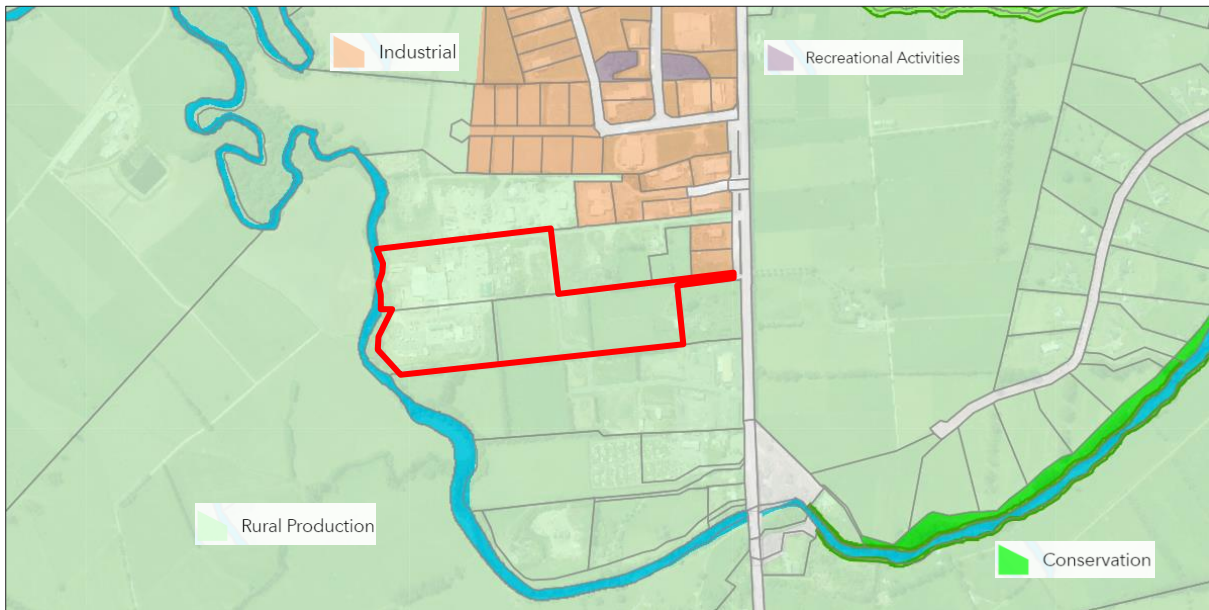 Industrial
Recreational Activities
Rural Production
Conservation